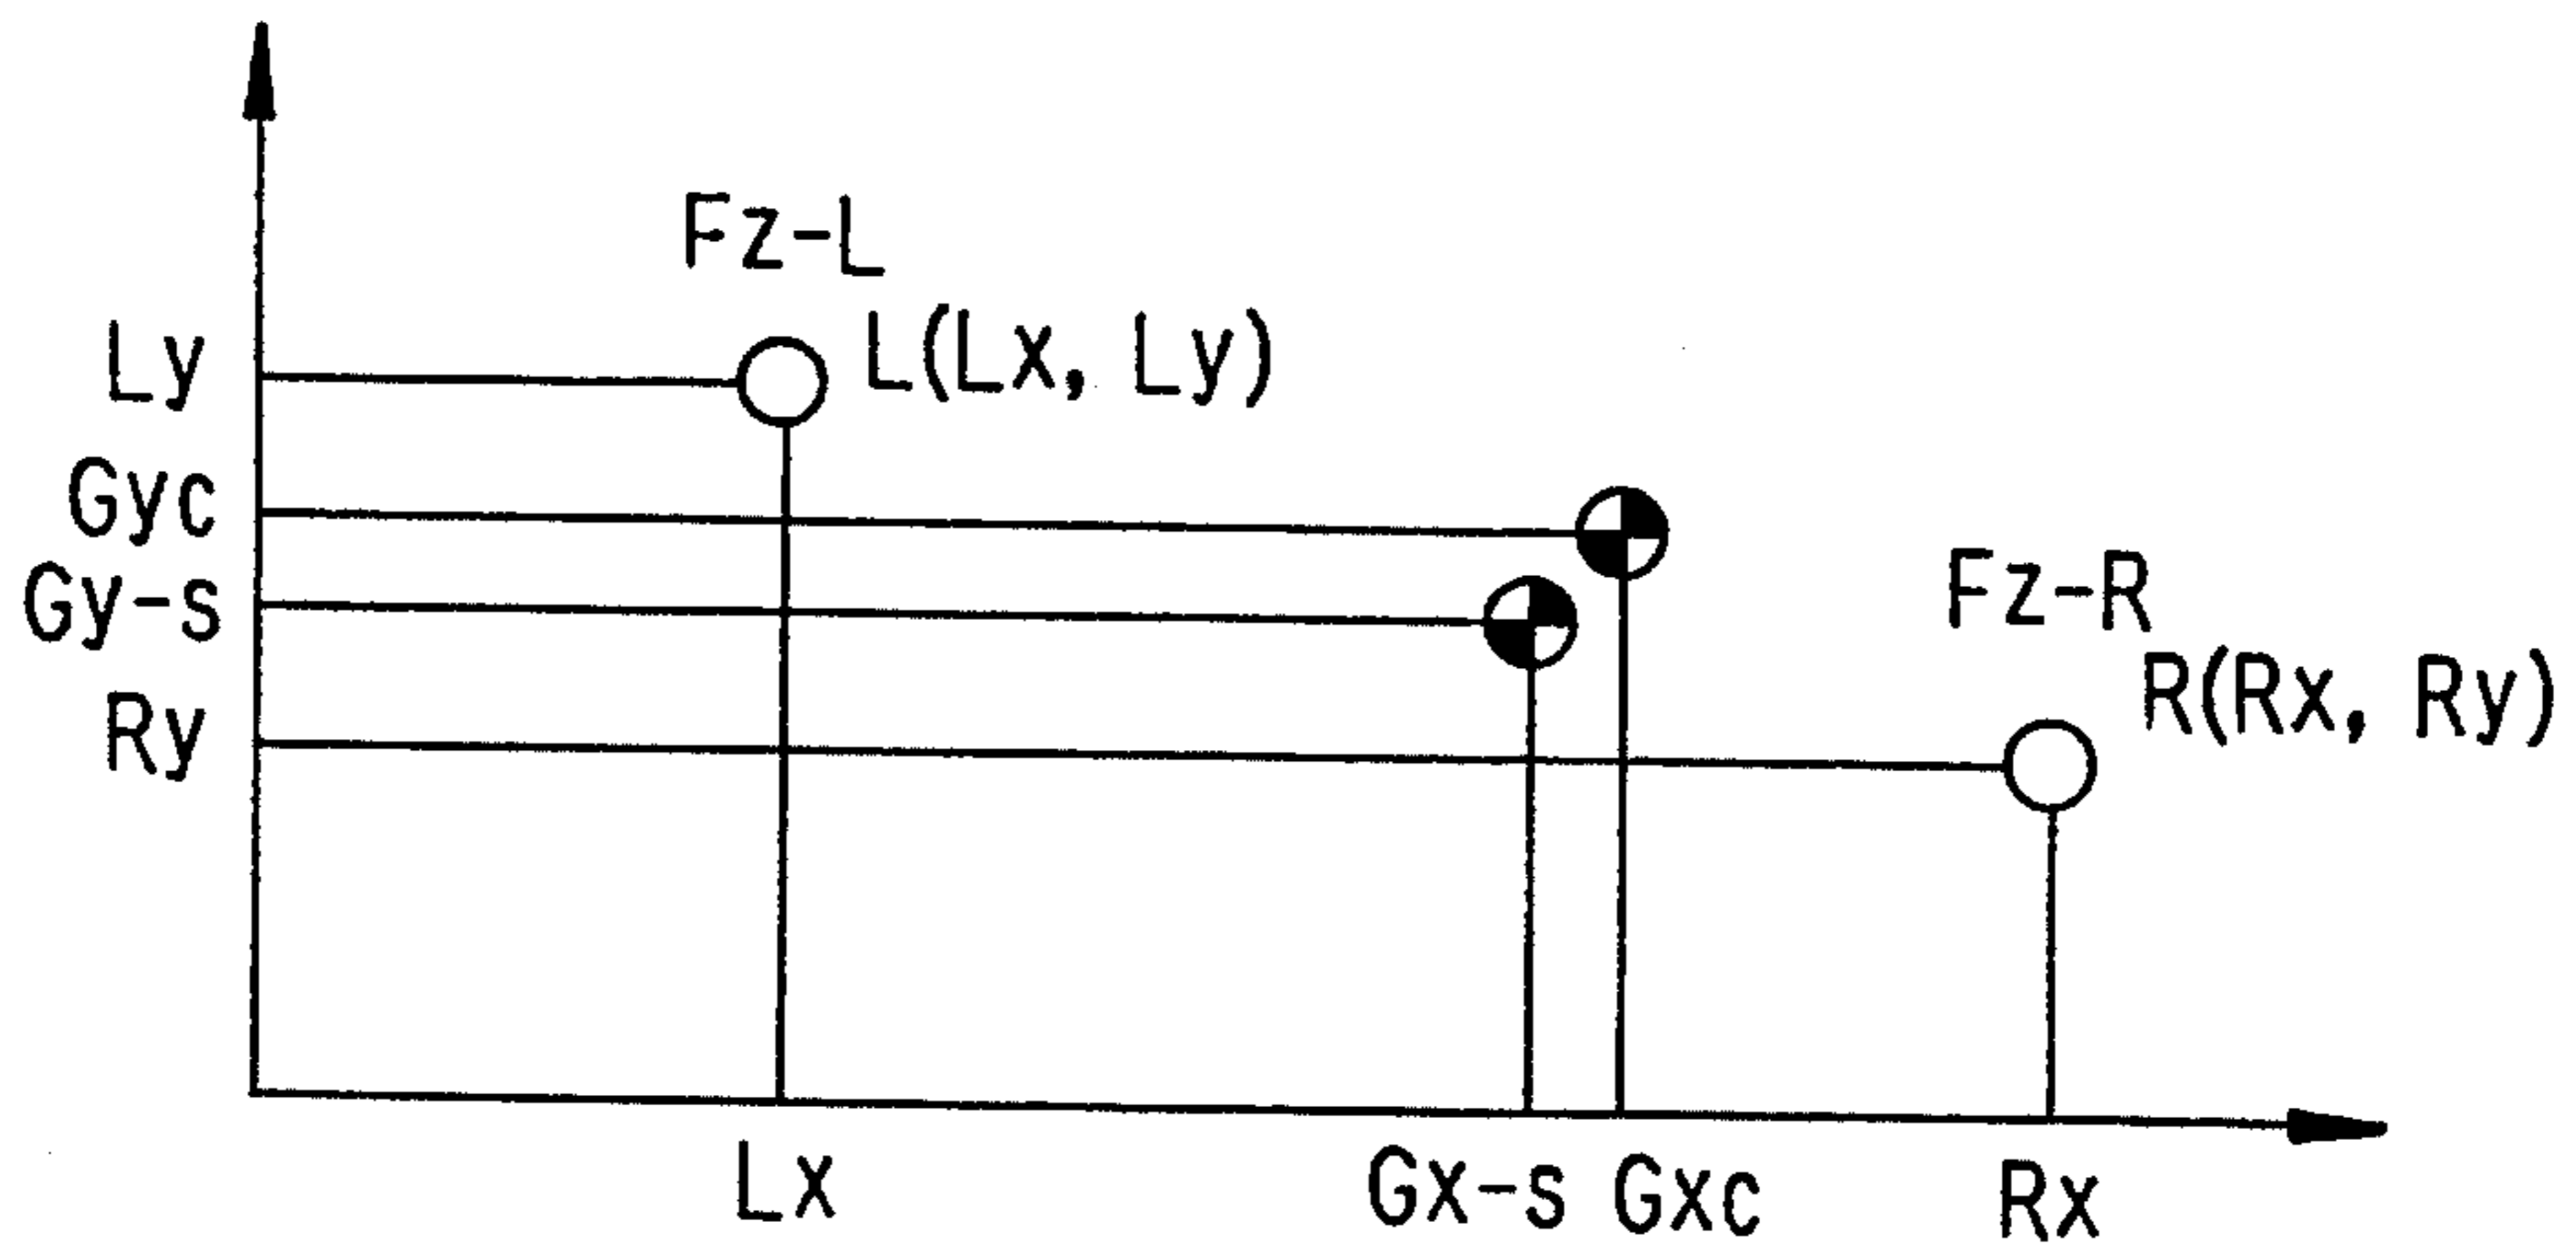 Fz-L
Ly
L(Lx, Ly)
Gyc
Gy-s
Fz-R
Ry
R(Rx, Ry)
Lx
Gx-s
Gxc
Rx